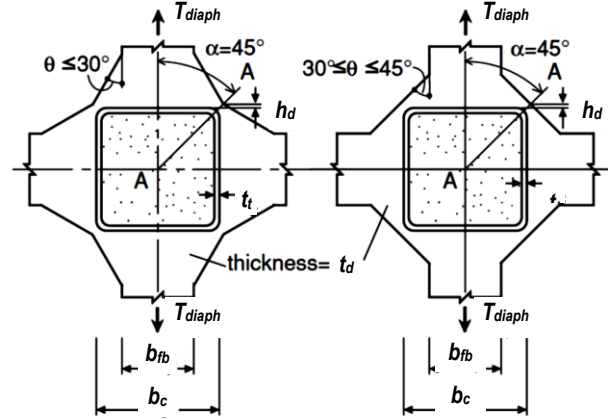 T_diaph
T_diaph
θ ≤30°
α=45°
A
h_d
A
t_t
30°≤θ ≤45°
α=45°
A
h_d
A
thickness= t_d
T_diaph
T_diaph
b_fb
b_c
b_fb
b_c